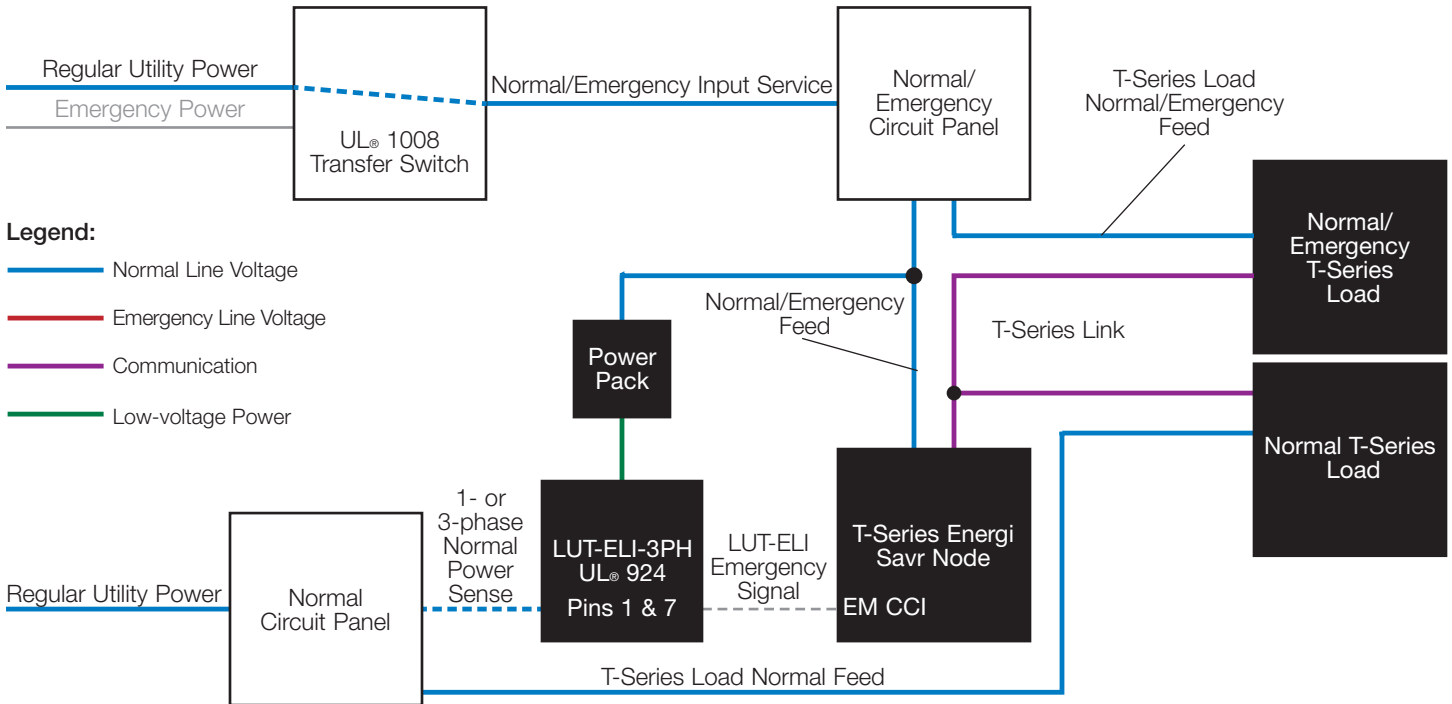 Regular Utility Power
Emergency Power
UL® 1008
Transfer Switch
Normal/Emergency Input Service
Normal/
Emergency
Circuit Panel
T-Series Load
Normal/Emergency
Feed
Normal/
Emergency
T-Series
Load
Legend:
Normal Line Voltage
Emergency Line Voltage
Communication
Low-voltage Power
Normal/Emergency
Feed
T-Series Link
Power
Pack
Normal T-Series
Load
1- or
3-phase
Normal
Power
Sense
LUT-ELI-3PH
UL® 924
Pins 1 & 7
LUT-ELI
Emergency
Signal
T-Series Energi
Savr Node
EM CCI
Regular Utility Power
Normal
Circuit Panel
T-Series Load Normal Feed